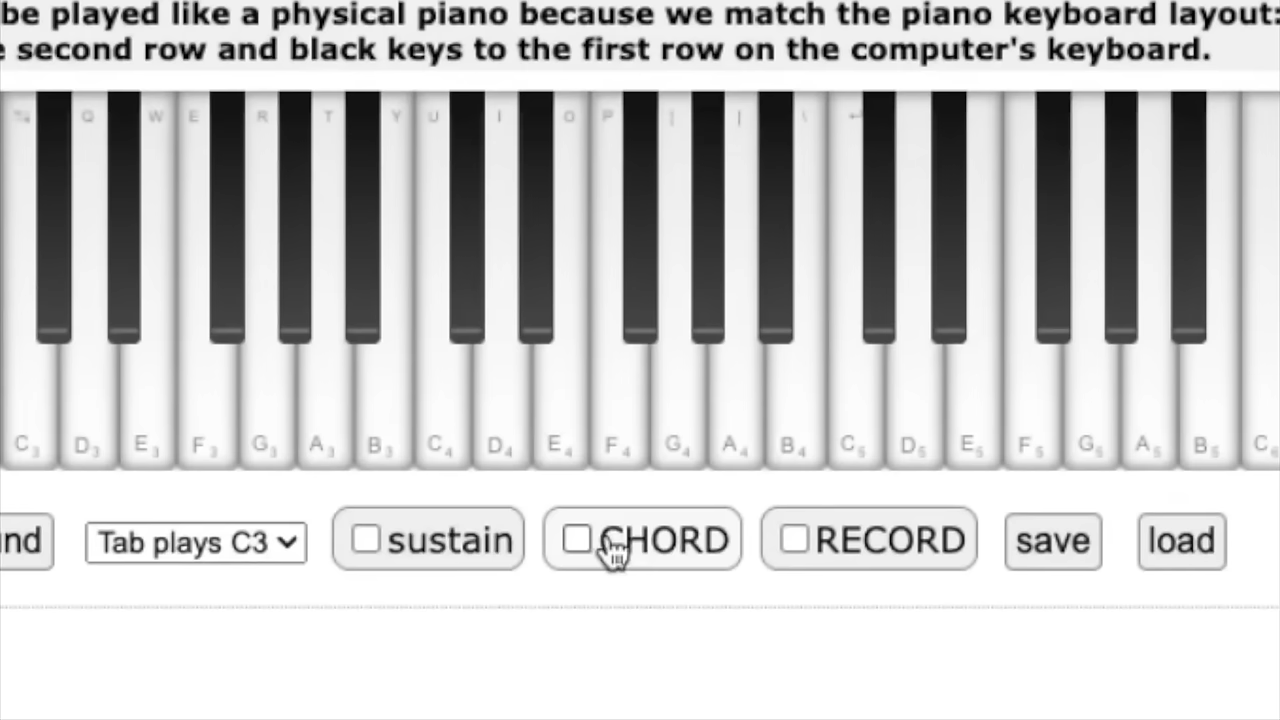 be played like a physical piano because we match the piano keyboard layout:
second row and black keys to the first row on the computer's keyboard.
Q W E R T Y U I O P [ ] \ ↵
C3 D3 E3 F3 G3 A3 B3 C4 D4 E4 F4 G4 A4 B4 C5 D5 E5 F5 G5 A5 B5 C6
nd Tab plays C3 sustain CHORD RECORD save load